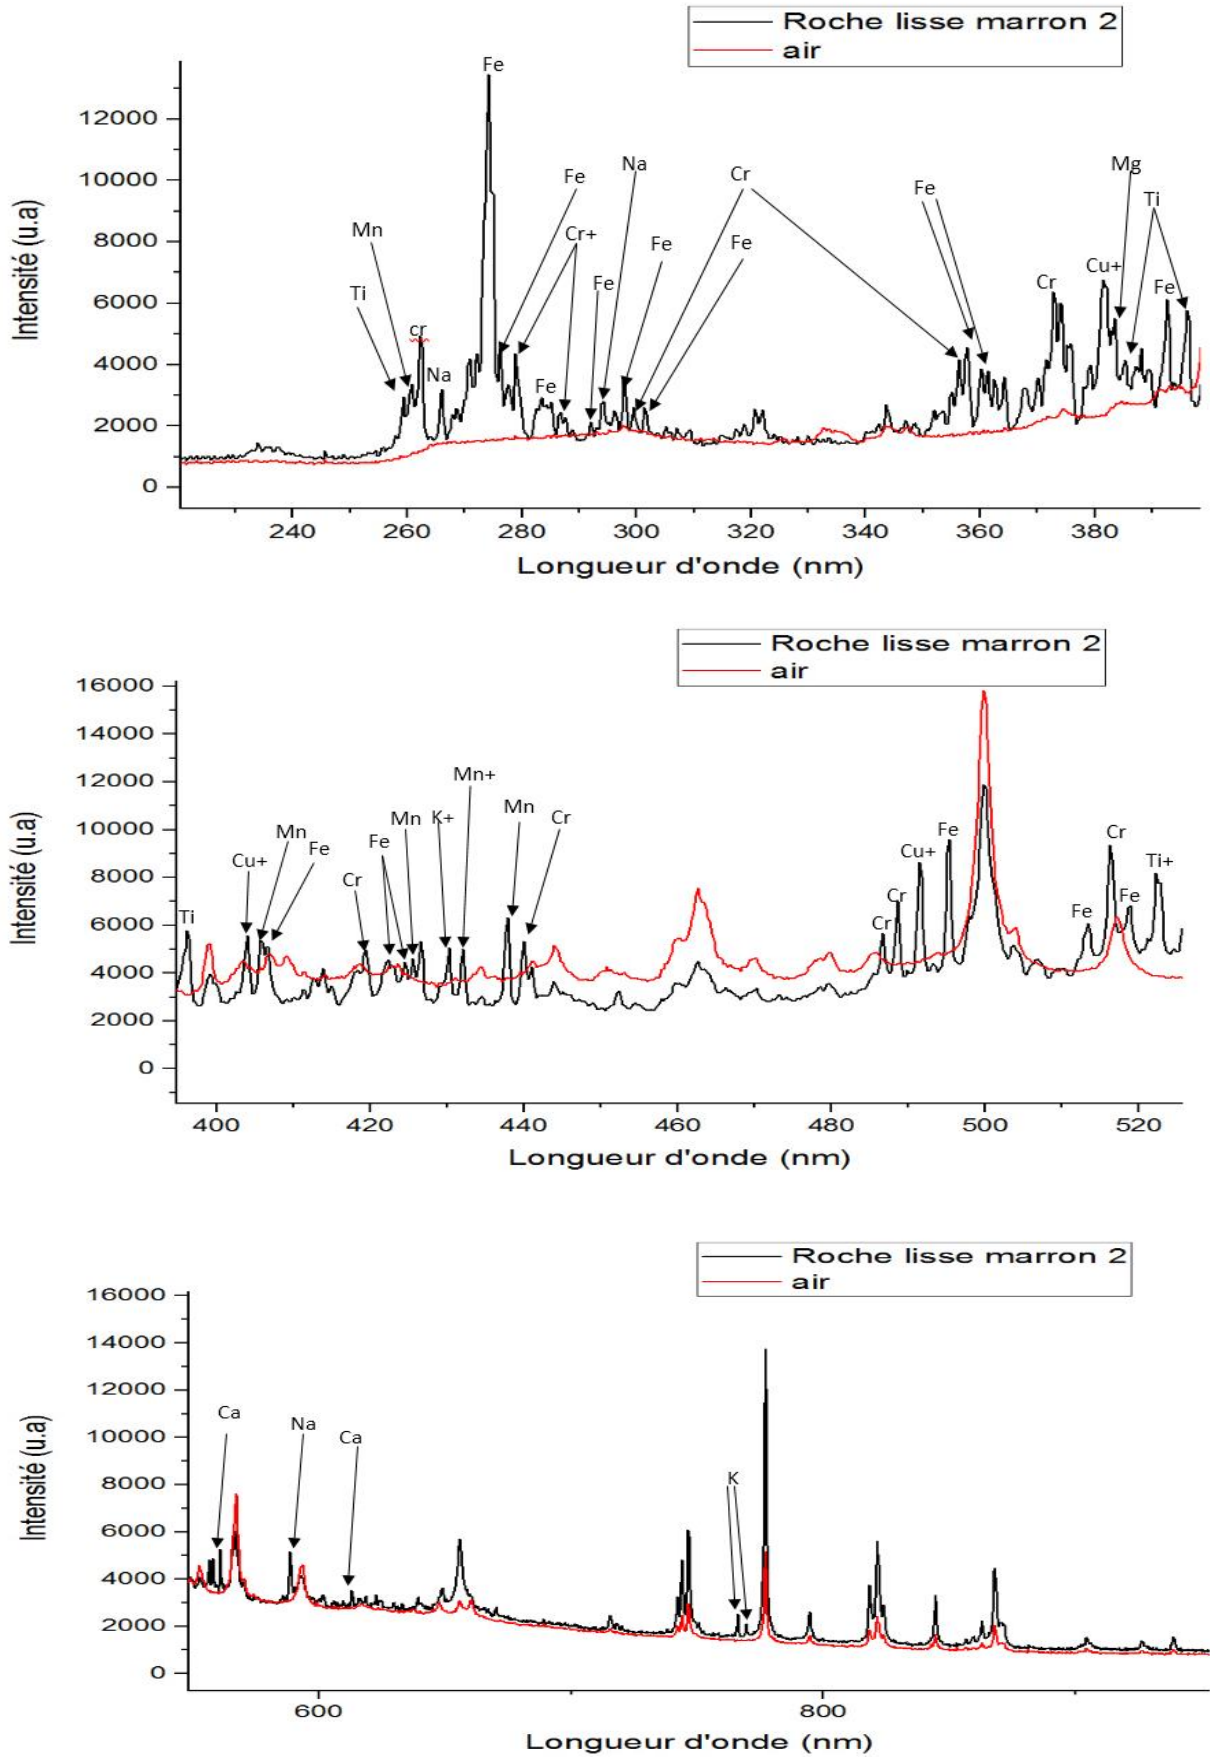 Roche lisse marron 2
air
Intensité (u.a)
12000
10000
8000
6000
4000
2000
0
Fe
Mn
Ti
cr
Na
Fe
Cr+
Fe
Fe
Na
Fe
Cr
Fe
Fe
Cr
Cu+
Mg
Ti
Fe
240
260
280
300
320
340
360
380
Longueur d'onde (nm)
Roche lisse marron 2
air
Intensité (u.a)
16000
14000
12000
10000
8000
6000
4000
2000
0
Ti
Cu+
Mn
Fe
Cr
Fe
Mn
K+
Mn+
Mn
Cr
Cr
Cr
Cu+
Fe
Fe
Cr
Fe
Ti+
400
420
440
460
480
500
520
Longueur d'onde (nm)
Roche lisse marron 2
air
Intensité (u.a)
16000
14000
12000
10000
8000
6000
4000
2000
0
Ca
Na
Ca
K
600
800
Longueur d'onde (nm)